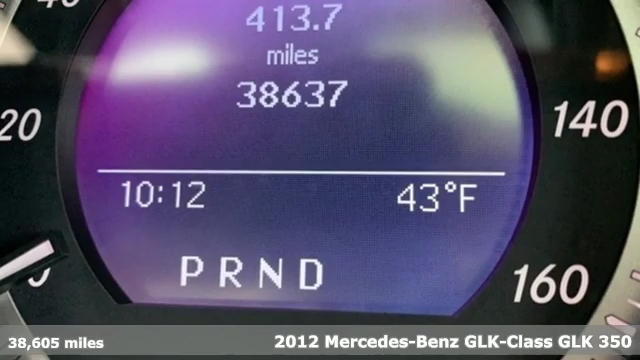 413.7
miles
38637
20
140
10:12
43°F
PRND
160
38,605 miles
2012 Mercedes-Benz GLK-Class GLK 350